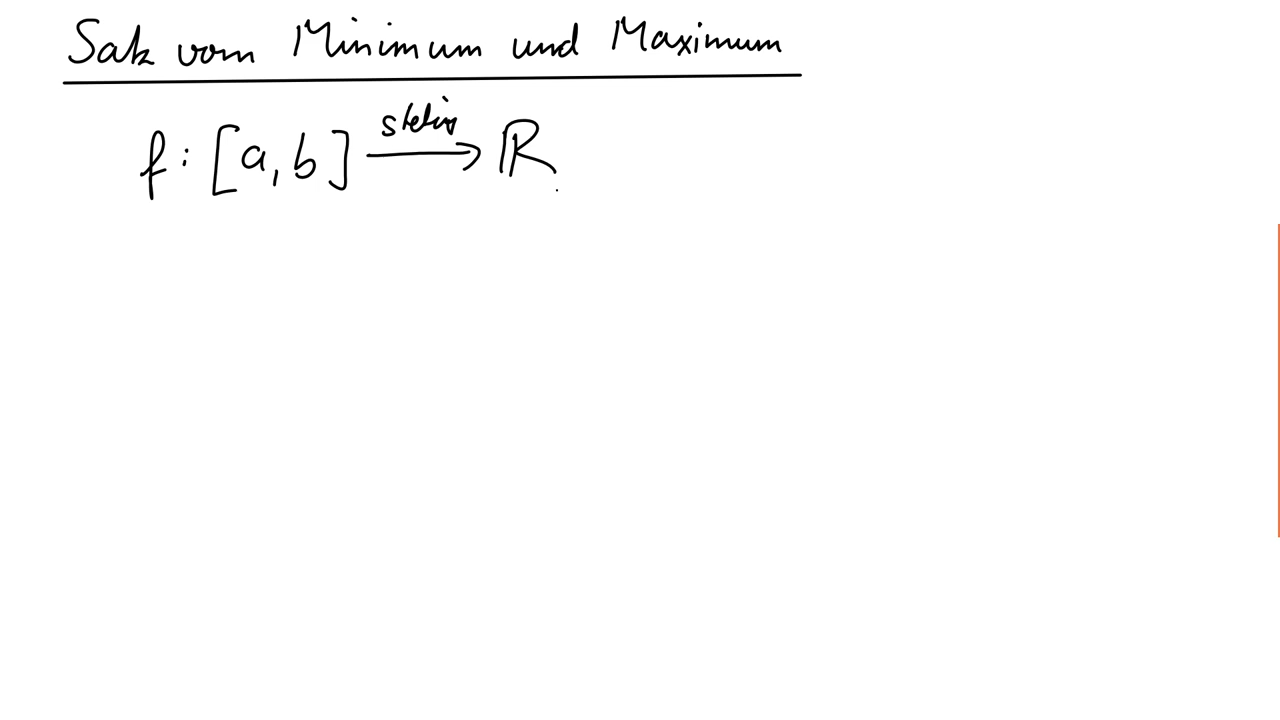 Satz vom Minimum und Maximum
stetig
f: [a, b] ⟶ ℝ